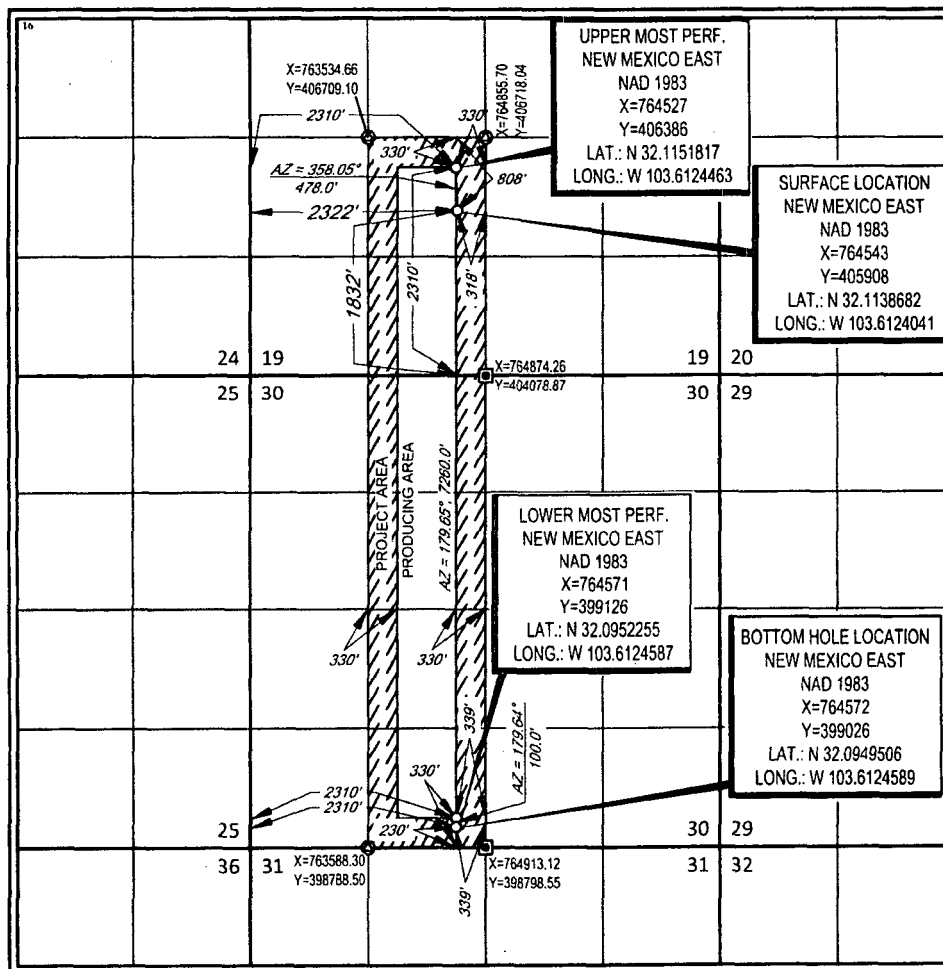 16
X=763534.66
Y=406709.10
X=764855.70
Y=406718.04
UPPER MOST PERF.
NEW MEXICO EAST
NAD 1983
X=764527
Y=406386
LAT.: N 32.1151817
LONG.: W 103.6124463
2310'
330'
330'
AZ = 358.05°
478.0'
808'
2322'
SURFACE LOCATION
NEW MEXICO EAST
NAD 1983
X=764543
Y=405908
LAT.: N 32.1138682
LONG.: W 103.6124041
1832'
2310'
318'
24 19
25 30
X=764874.26
Y=404078.87
19 20
30 29
PROJECT AREA
PRODUCING AREA
AZ = 179.65°, 7260.0'
LOWER MOST PERF.
NEW MEXICO EAST
NAD 1983
X=764571
Y=399126
LAT.: N 32.0952255
LONG.: W 103.6124587
330'
330'
BOTTOM HOLE LOCATION
NEW MEXICO EAST
NAD 1983
X=764572
Y=399026
LAT.: N 32.0949506
LONG.: W 103.6124589
339'
AZ = 179.64°
100.0'
330'
2310'
2310'
230'
25
36 31
X=763588.30
Y=398788.50
339'
X=764913.12
Y=398798.55
30 29
31 32